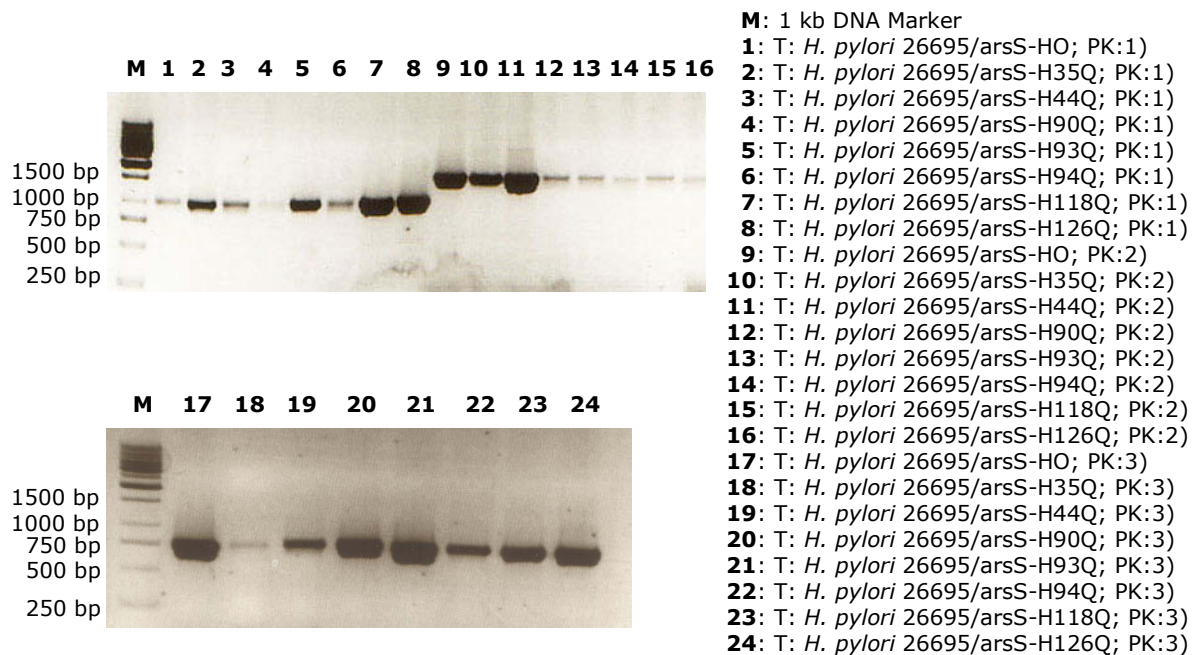 M 1 2 3 4 5 6 7 8 9 10 11 12 13 14 15 16
1500 bp
1000 bp
750 bp
500 bp
250 bp
M 17 18 19 20 21 22 23 24
1500 bp
1000 bp
750 bp
500 bp
250 bp
M: 1 kb DNA Marker
1: T: H. pylori 26695/arsS-HO; PK:1)
2: T: H. pylori 26695/arsS-H35Q; PK:1)
3: T: H. pylori 26695/arsS-H44Q; PK:1)
4: T: H. pylori 26695/arsS-H90Q; PK:1)
5: T: H. pylori 26695/arsS-H93Q; PK:1)
6: T: H. pylori 26695/arsS-H94Q; PK:1)
7: T: H. pylori 26695/arsS-H118Q; PK:1)
8: T: H. pylori 26695/arsS-H126Q; PK:1)
9: T: H. pylori 26695/arsS-HO; PK:2)
10: T: H. pylori 26695/arsS-H35Q; PK:2)
11: T: H. pylori 26695/arsS-H44Q; PK:2)
12: T: H. pylori 26695/arsS-H90Q; PK:2)
13: T: H. pylori 26695/arsS-H93Q; PK:2)
14: T: H. pylori 26695/arsS-H94Q; PK:2)
15: T: H. pylori 26695/arsS-H118Q; PK:2)
16: T: H. pylori 26695/arsS-H126Q; PK:2)
17: T: H. pylori 26695/arsS-HO; PK:3)
18: T: H. pylori 26695/arsS-H35Q; PK:3)
19: T: H. pylori 26695/arsS-H44Q; PK:3)
20: T: H. pylori 26695/arsS-H90Q; PK:3)
21: T: H. pylori 26695/arsS-H93Q; PK:3)
22: T: H. pylori 26695/arsS-H94Q; PK:3)
23: T: H. pylori 26695/arsS-H118Q; PK:3)
24: T: H. pylori 26695/arsS-H126Q; PK:3)